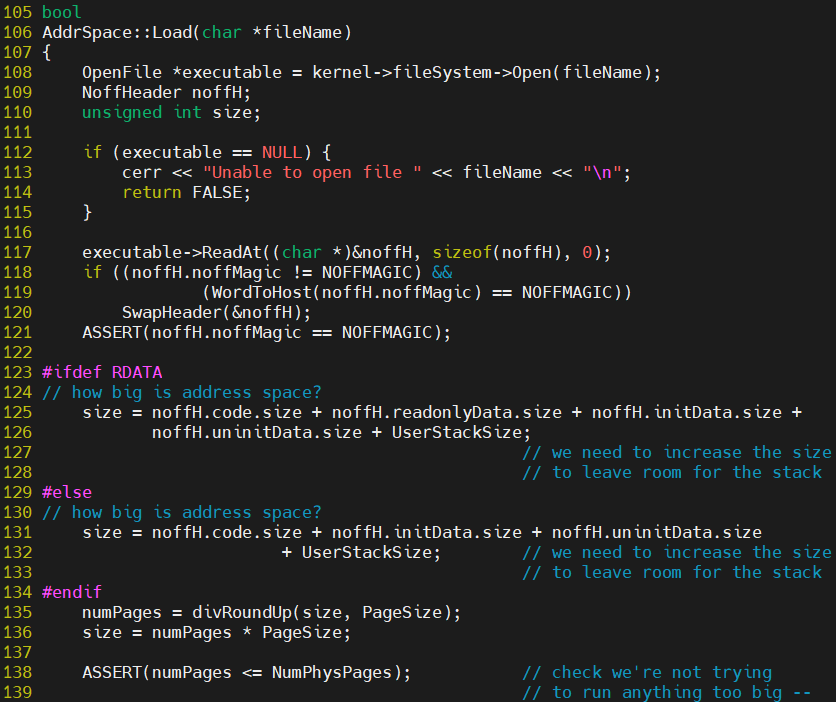 105 bool
106 AddrSpace::Load(char *fileName)
107 {
108     OpenFile *executable = kernel->fileSystem->Open(fileName);
109     NoffHeader noffH;
110     unsigned int size;
111
112     if (executable == NULL) {
113         cerr << "Unable to open file " << fileName << "\n";
114         return FALSE;
115     }
116
117     executable->ReadAt((char *)&noffH, sizeof(noffH), 0);
118     if ((noffH.noffMagic != NOFFMAGIC) &&
119                 (WordToHost(noffH.noffMagic) == NOFFMAGIC))
120         SwapHeader(&noffH);
121     ASSERT(noffH.noffMagic == NOFFMAGIC);
122
123 #ifdef RDATA
124 // how big is address space?
125     size = noffH.code.size + noffH.readonlyData.size + noffH.initData.size +
126            noffH.uninitData.size + UserStackSize;
127                                                 // we need to increase the size
128                                                 // to leave room for the stack
129 #else
130 // how big is address space?
131     size = noffH.code.size + noffH.initData.size + noffH.uninitData.size
132                         + UserStackSize;        // we need to increase the size
133                                                 // to leave room for the stack
134 #endif
135     numPages = divRoundUp(size, PageSize);
136     size = numPages * PageSize;
137
138     ASSERT(numPages <= NumPhysPages);           // check we're not trying
139                                                 // to run anything too big --